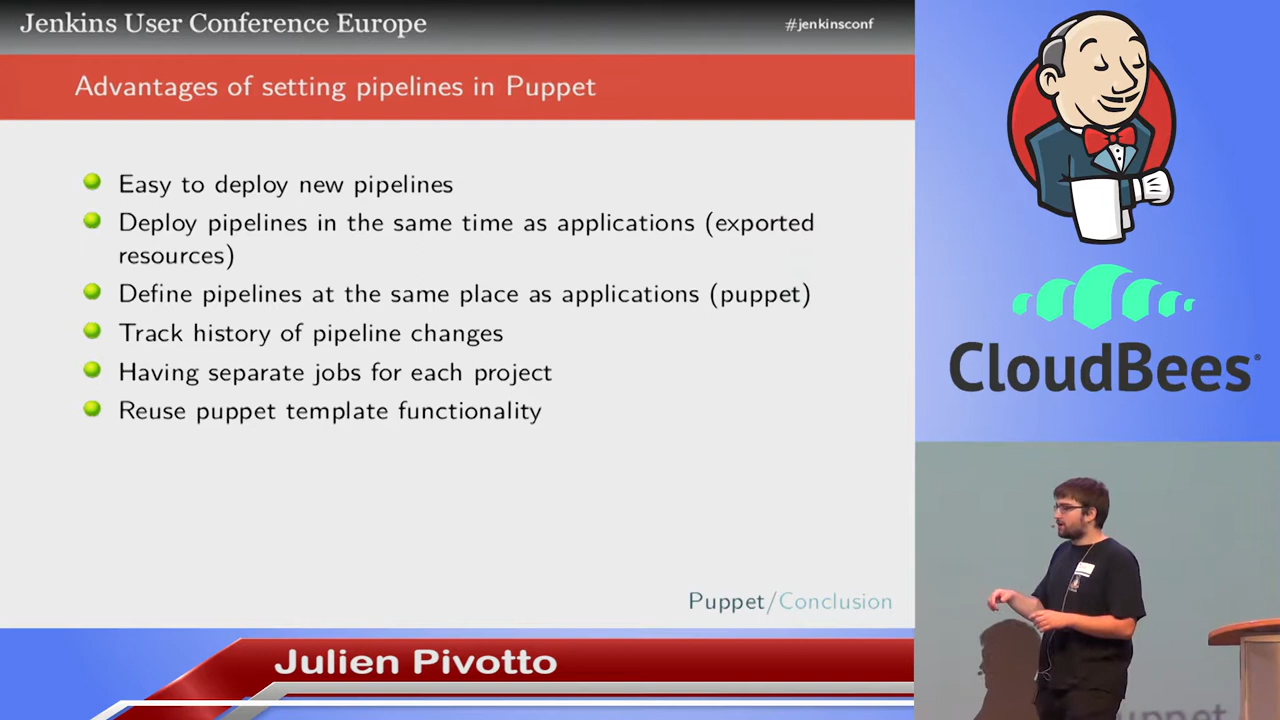 Jenkins User Conference Europe
#jenkinsconf
Advantages of setting pipelines in Puppet
Easy to deploy new pipelines
Deploy pipelines in the same time as applications (exported
resources)
Define pipelines at the same place as applications (puppet)
Track history of pipeline changes
Having separate jobs for each project
Reuse puppet template functionality
Puppet/Conclusion
Julien Pivotto
CloudBees